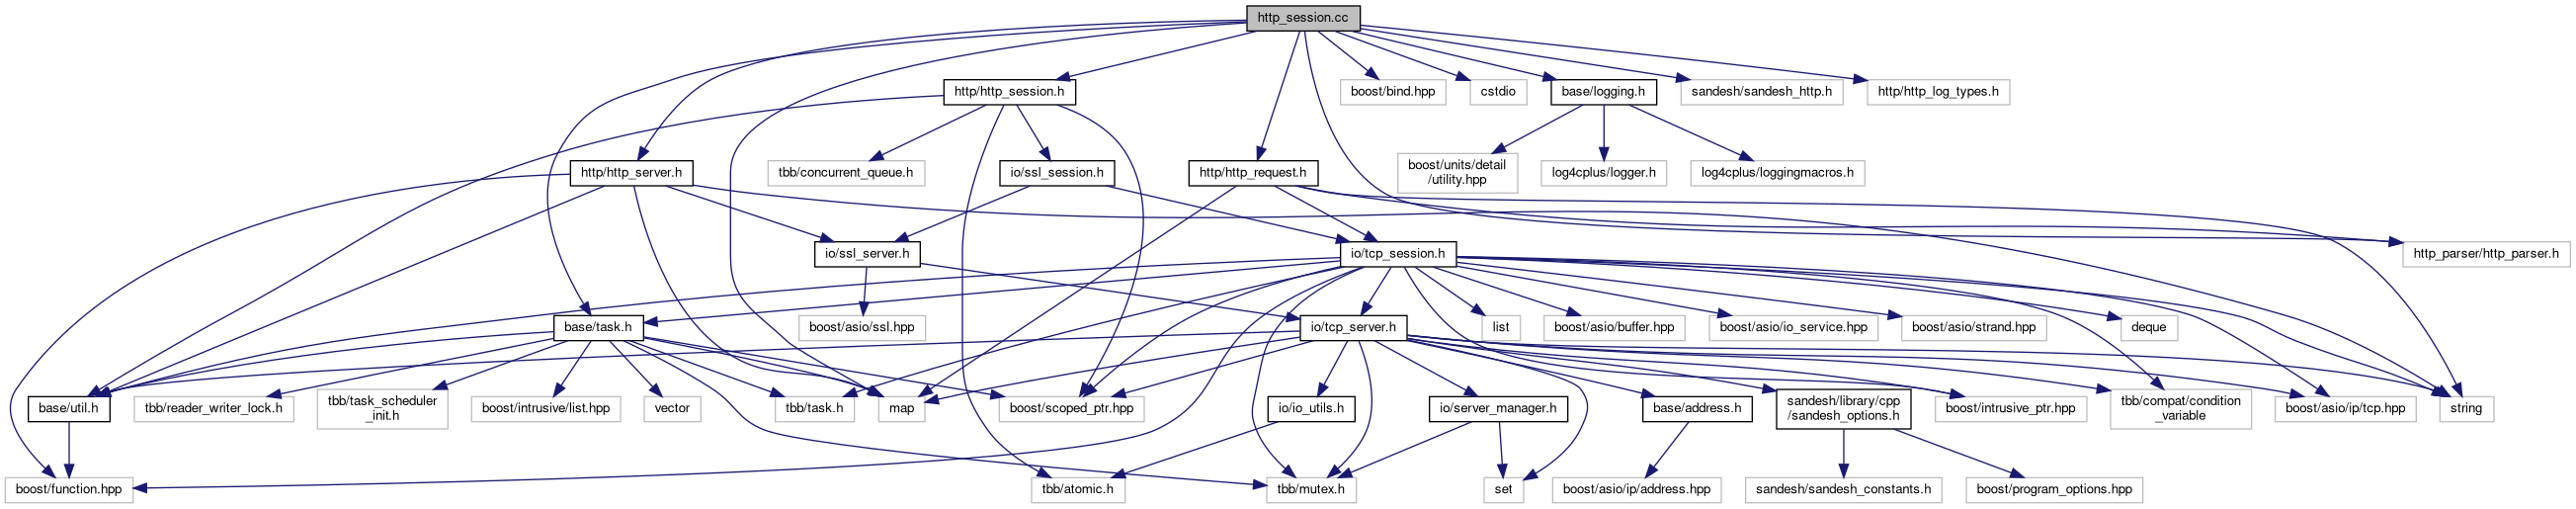 http_session.cc
http/http_session.h
boost/bind.hpp
cstdio
base/logging.h
sandesh/sandesh_http.h
http/http_log_types.h
http/http_server.h
tbb/concurrent_queue.h
io/ssl_session.h
http/http_request.h
boost/units/detail
/utility.hpp
log4cplus/logger.h
log4cplus/loggingmacros.h
io/ssl_server.h
io/tcp_session.h
http_parser/http_parser.h
base/task.h
boost/asio/ssl.hpp
io/tcp_server.h
list
boost/asio/buffer.hpp
boost/asio/io_service.hpp
boost/asio/strand.hpp
deque
base/util.h
tbb/reader_writer_lock.h
tbb/task_scheduler
_init.h
boost/intrusive/list.hpp
vector
tbb/task.h
map
boost/scoped_ptr.hpp
io/io_utils.h
io/server_manager.h
base/address.h
sandesh/library/cpp
/sandesh_options.h
boost/intrusive_ptr.hpp
tbb/compat/condition
_variable
boost/asio/ip/tcp.hpp
string
boost/function.hpp
tbb/atomic.h
tbb/mutex.h
set
boost/asio/ip/address.hpp
sandesh/sandesh_constants.h
boost/program_options.hpp